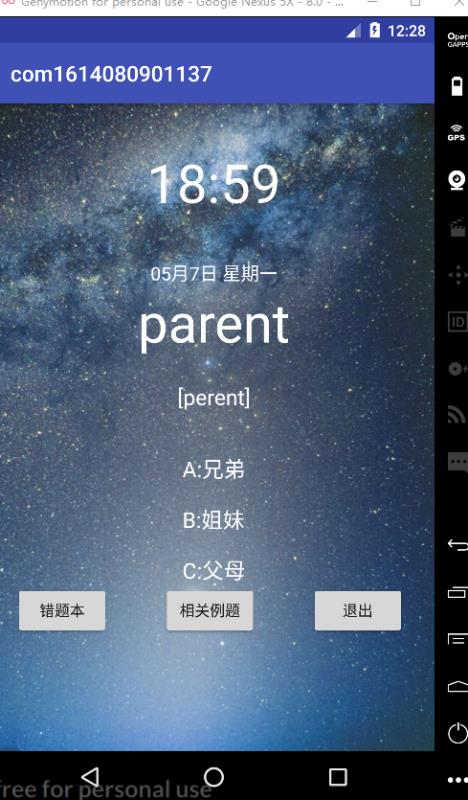 Genymotion for personal use - Google Nexus 5X - 8.0 - ...
12:28
Open
GAPPS
com1614080901137
GPS
18:59
05月7日 星期一
parent
[perent]
ID
A:兄弟
B:姐妹
C:父母
错题本
相关例题
退出
free for personal use